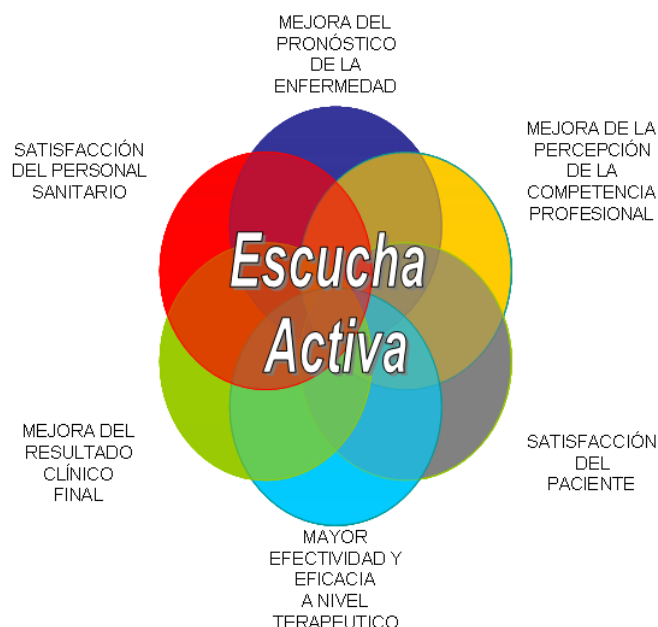 MEJORA DEL
PRONÓSTICO
DE LA
ENFERMEDAD
SATISFACCIÓN
DEL PERSONAL
SANITARIO
MEJORA DE LA
PERCEPCIÓN
DE LA
COMPETENCIA
PROFESIONAL
Escucha
Activa
MEJORA DEL
RESULTADO
CLÍNICO
FINAL
SATISFACCIÓN
DEL
PACIENTE
MAYOR
EFECTIVIDAD Y
EFICACIA
A NIVEL
TERAPEUTICO